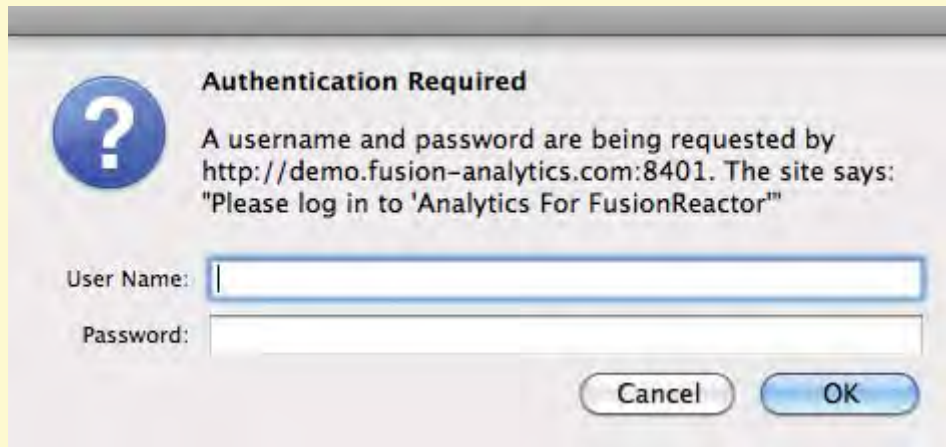 ?
Authentication Required
A username and password are being requested by
http://demo.fusion-analytics.com:8401. The site says:
"Please log in to 'Analytics For FusionReactor'"
User Name:
Password:
Cancel OK